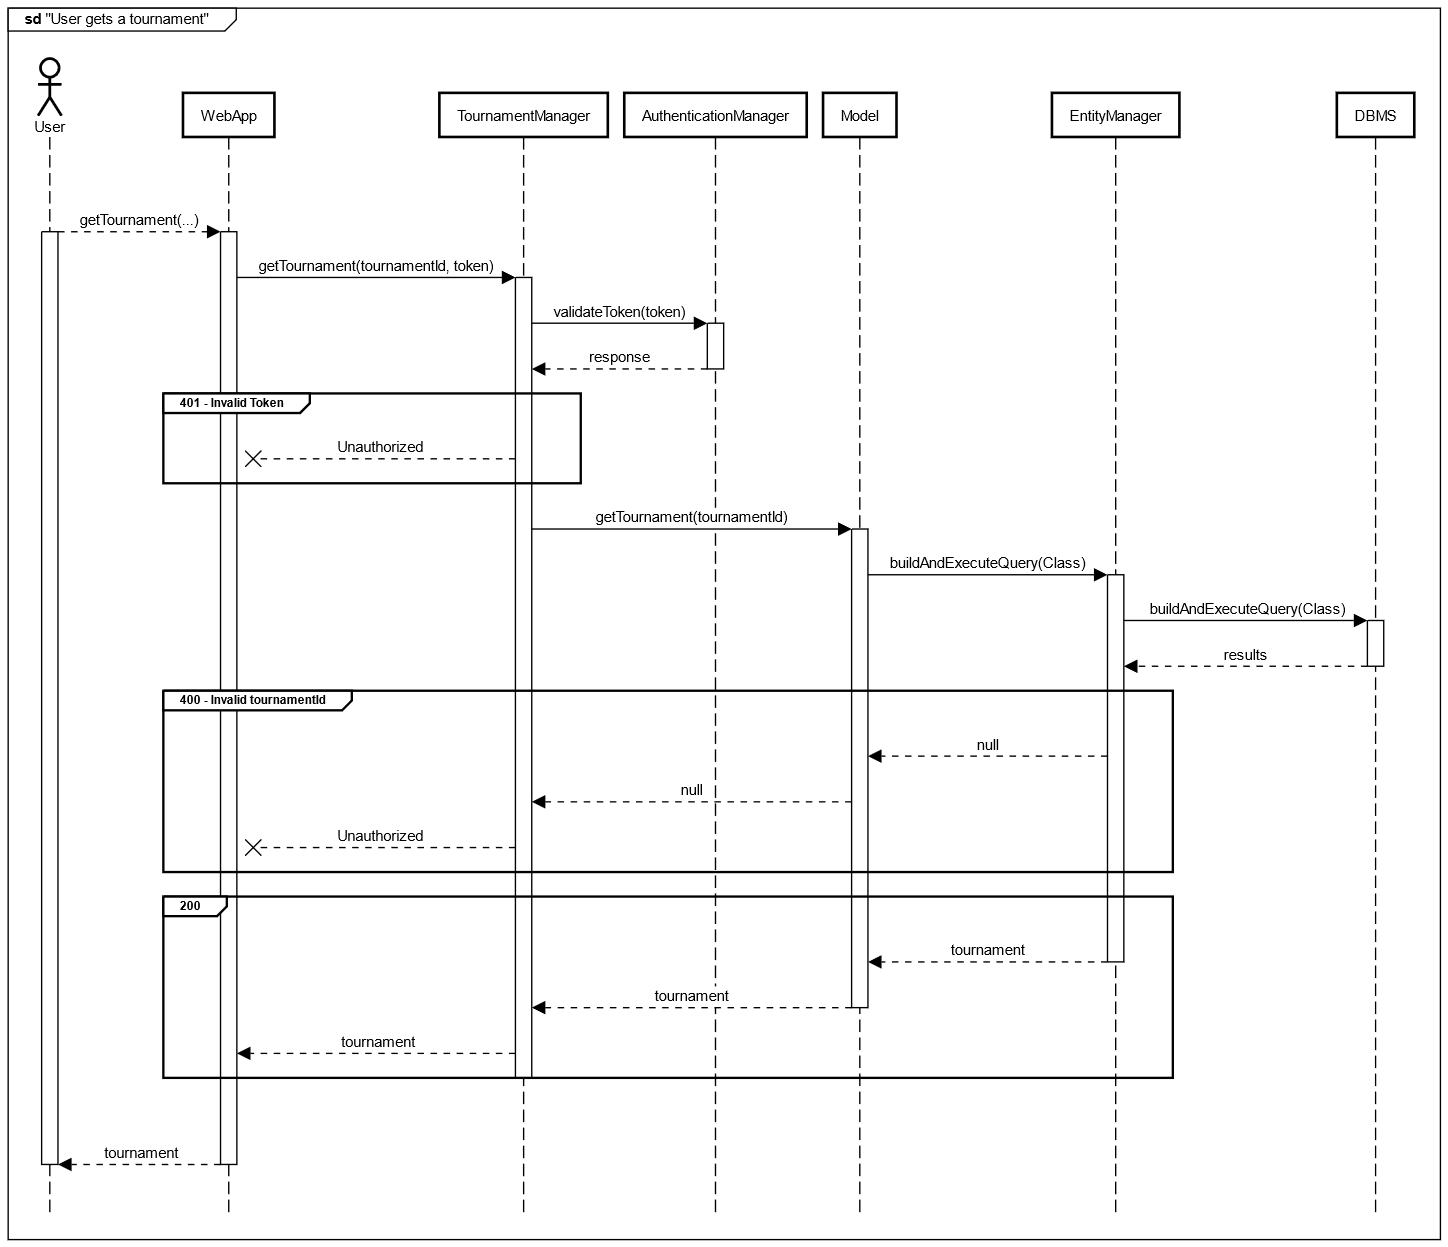 sd "User gets a tournament"
User
WebApp
TournamentManager
AuthenticationManager
Model
EntityManager
DBMS
getTournament(...)
getTournament(tournamentId, token)
validateToken(token)
response
401 - Invalid Token
Unauthorized
getTournament(tournamentId)
buildAndExecuteQuery(Class)
buildAndExecuteQuery(Class)
results
400 - Invalid tournamentId
null
null
Unauthorized
200
tournament
tournament
tournament
tournament